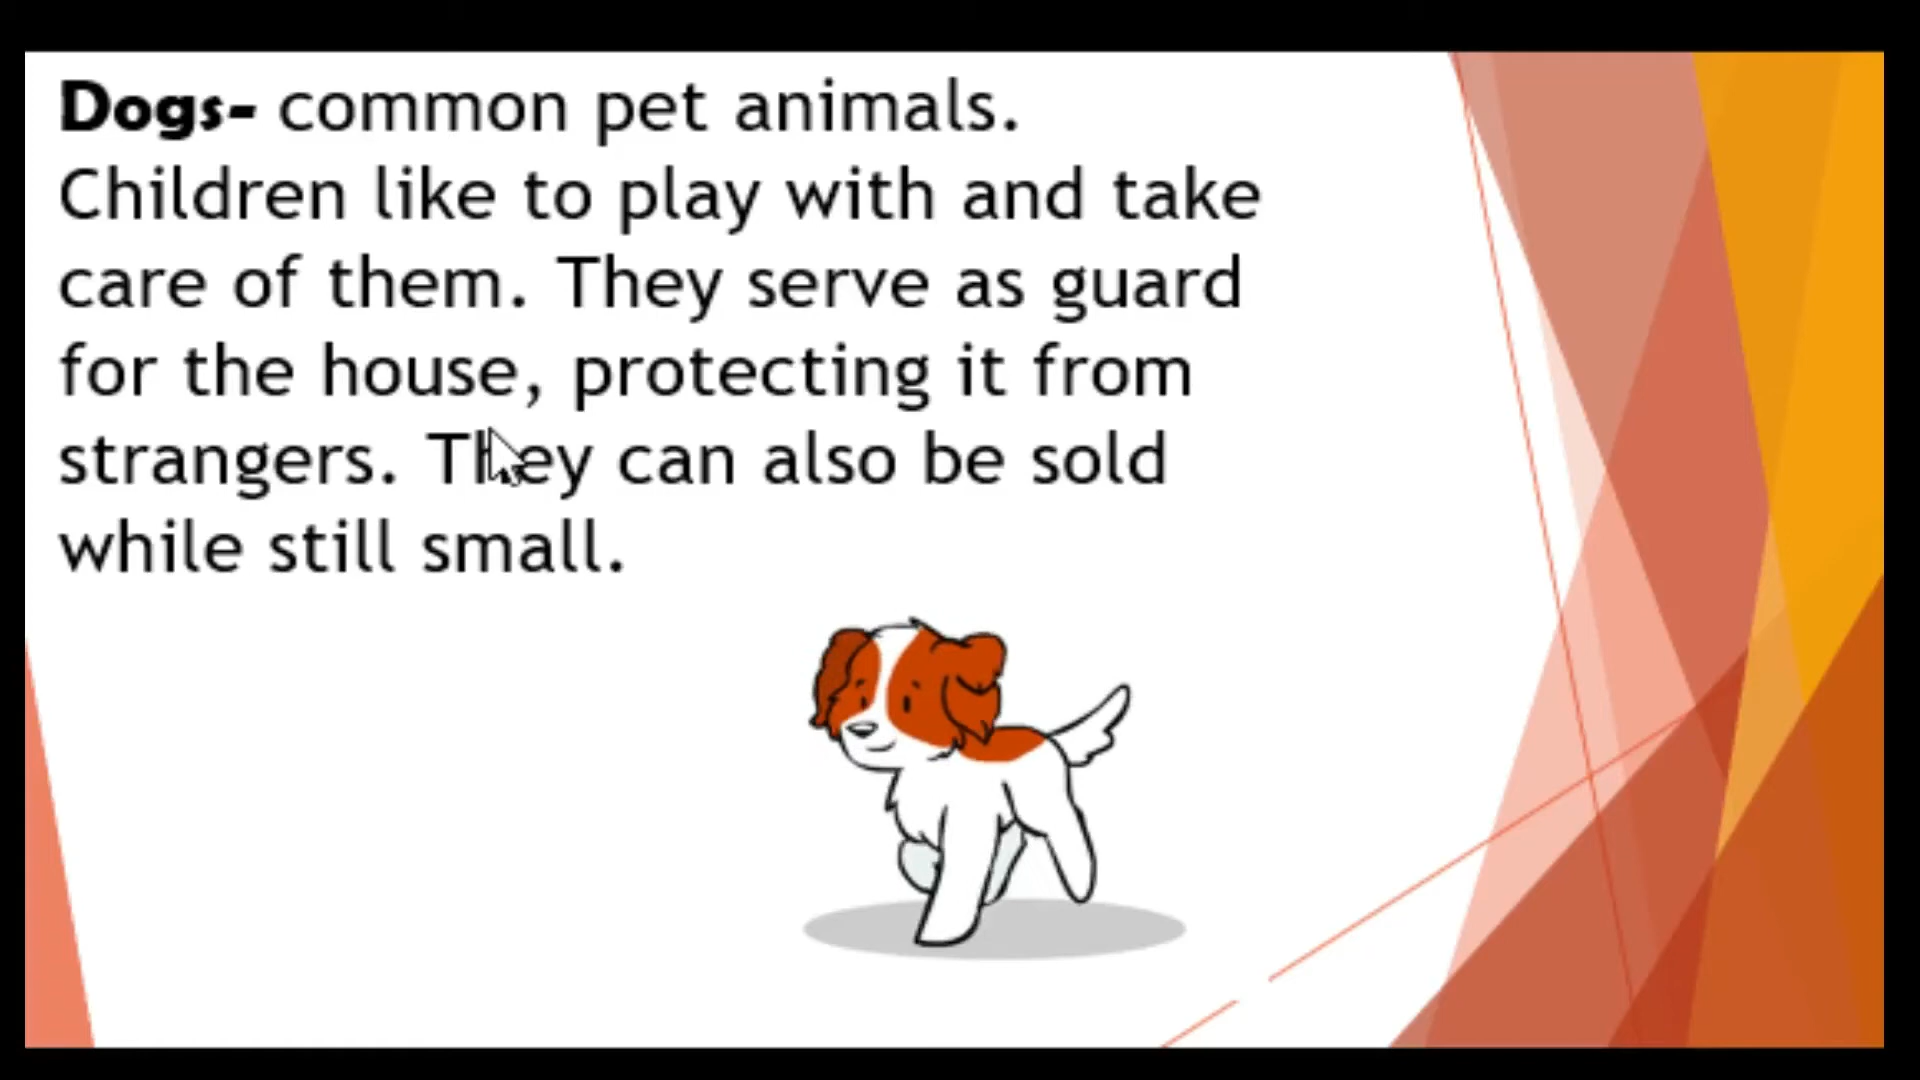 Dogs- common pet animals.
Children like to play with and take
care of them. They serve as guard
for the house, protecting it from
strangers. They can also be sold
while still small.